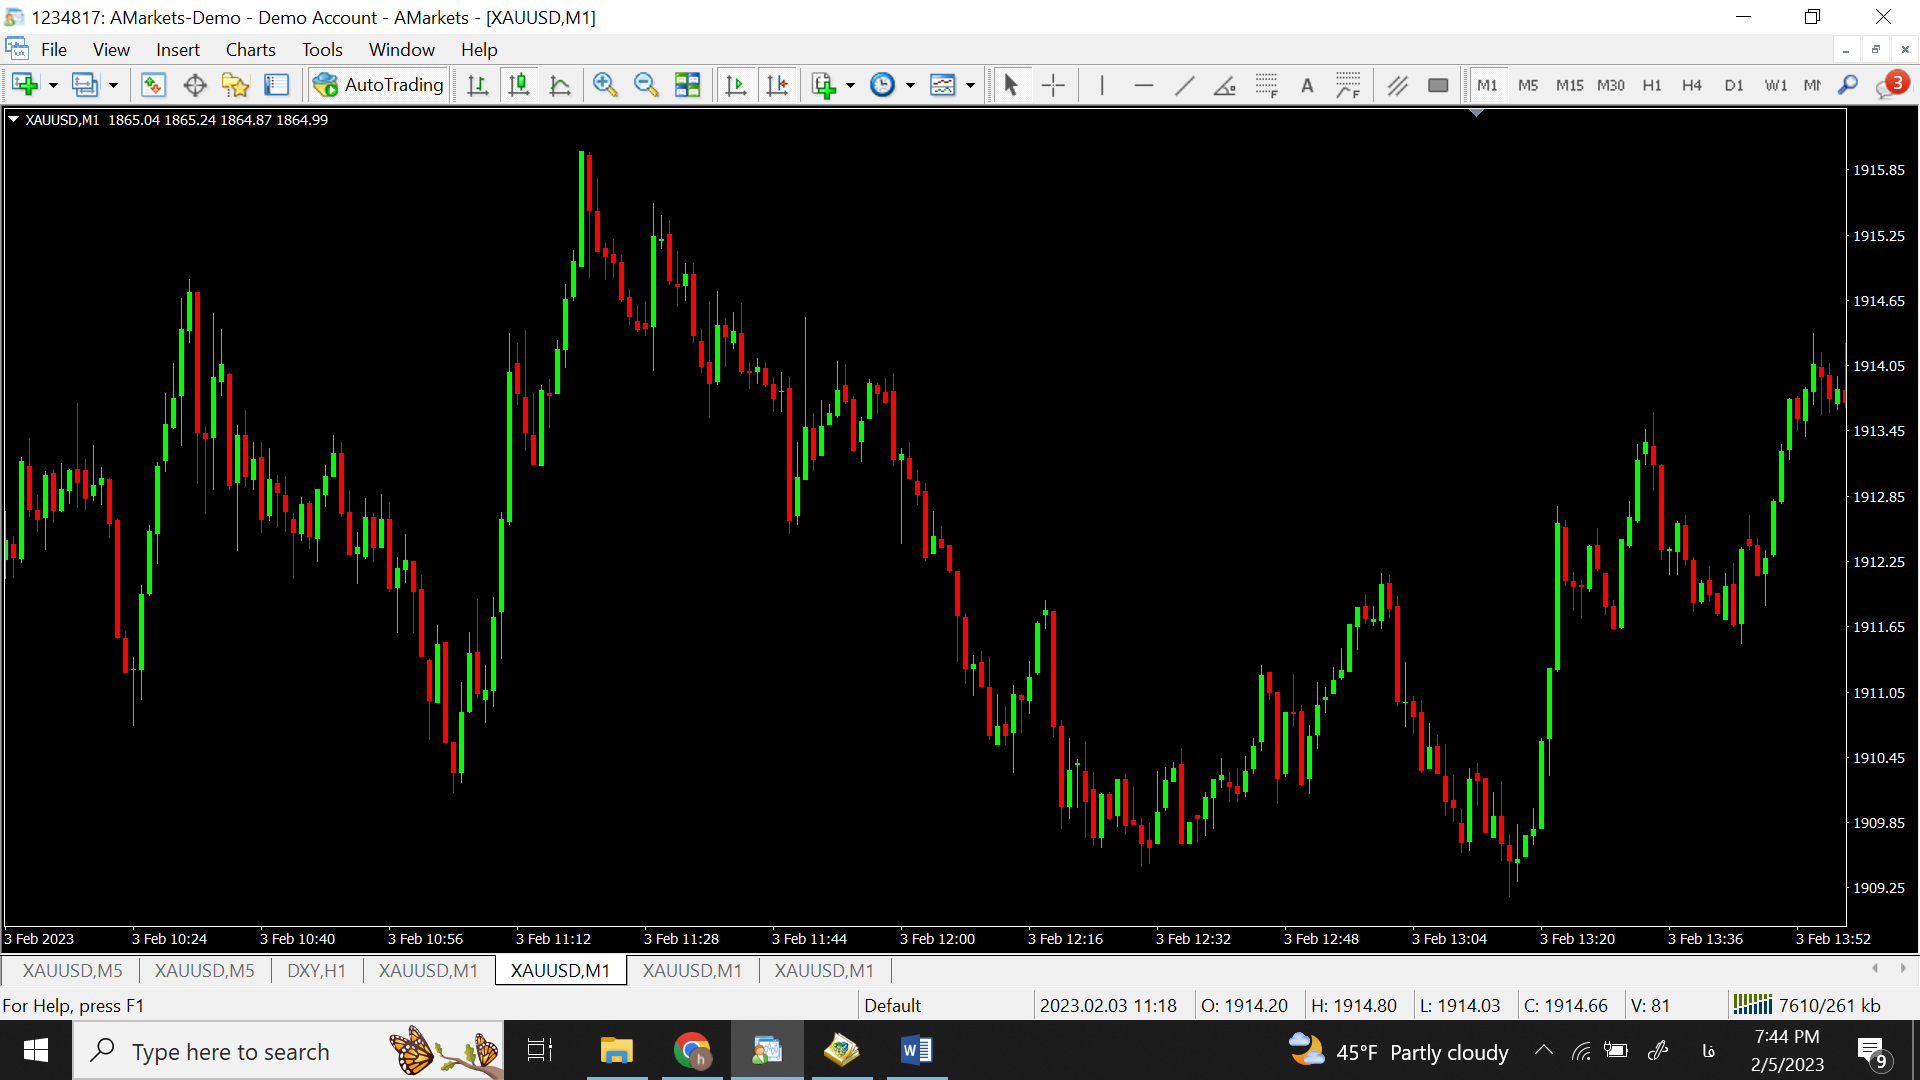 1234817: AMarkets-Demo - Demo Account - AMarkets - [XAUUSD,M1]
File View Insert Charts Tools Window Help
AutoTrading A M1 M5 M15 M30 H1 H4 D1 W1 3
XAUUSD,M1 1865.04 1865.24 1864.87 1864.99
1915.85
1915.25
1914.65
1914.05
1913.45
1912.85
1912.25
1911.65
1911.05
1910.45
1909.85
1909.25
3 Feb 2023 3 Feb 10:24 3 Feb 10:40 3 Feb 10:56 3 Feb 11:12 3 Feb 11:28 3 Feb 11:44 3 Feb 12:00 3 Feb 12:16 3 Feb 12:32 3 Feb 12:48 3 Feb 13:04 3 Feb 13:20 3 Feb 13:36 3 Feb 13:52
XAUUSD,M5 XAUUSD,M5 DXY,H1 XAUUSD,M1 XAUUSD,M1 XAUUSD,M1 XAUUSD,M1
For Help, press F1 Default 2023.02.03 11:18 O: 1914.20 H: 1914.80 L: 1914.03 C: 1914.66 V: 81 7610/261 kb
Type here to search h W 45°F Partly cloudy فا 7:44 PM 9
2/5/2023